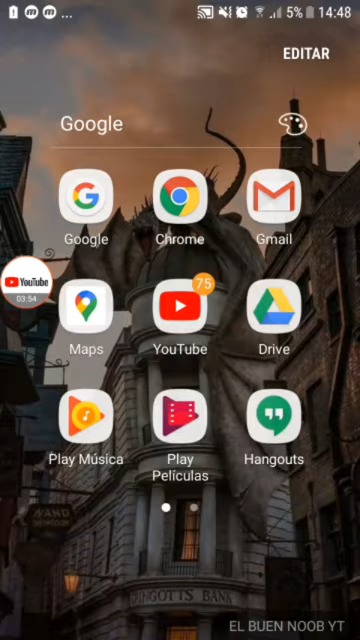 ... 5% 14:48
EDITAR
Google
Google Chrome Gmail
YouTube
03:54
75
Maps YouTube Drive
Play Música Play Películas Hangouts
GRINGOTTS BANK
EL BUEN NOOB YT